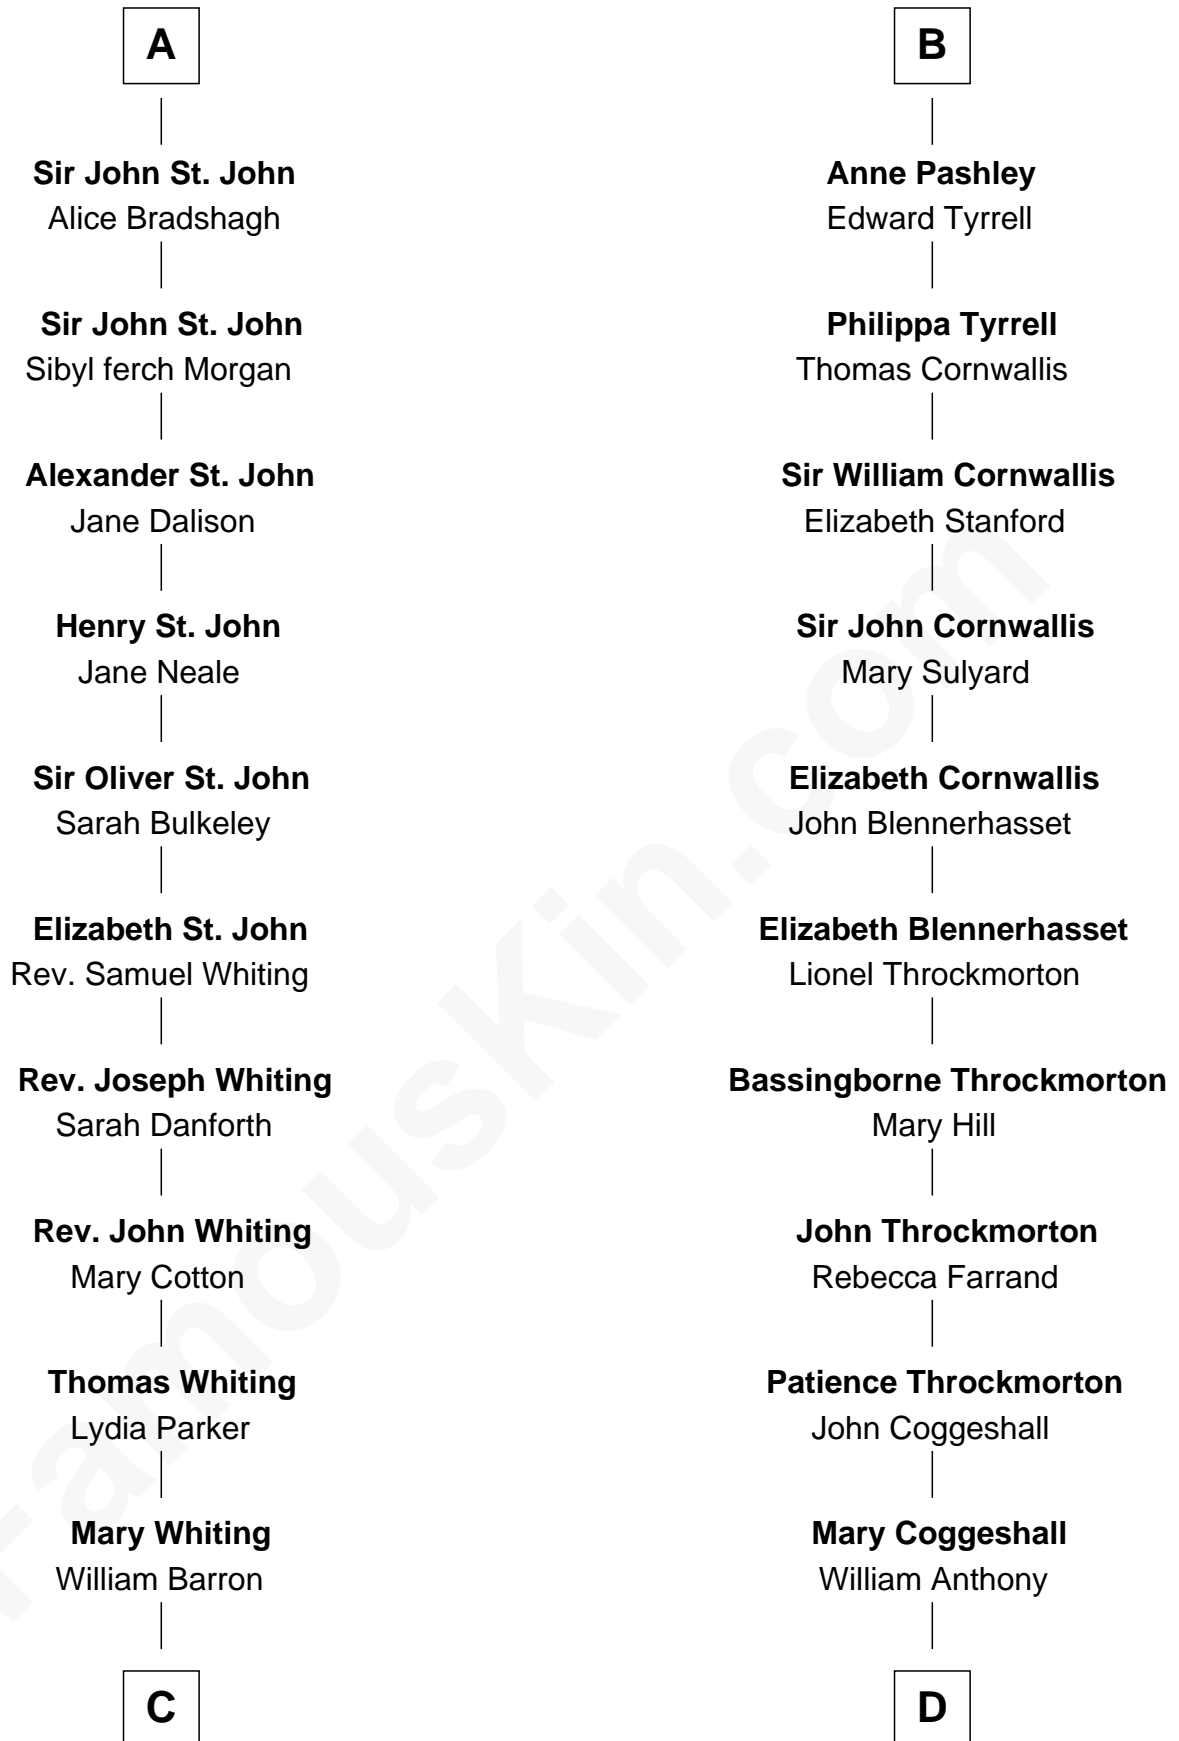 A
Sir John St. John
Alice Bradshagh
Sir John St. John
Sibyl ferch Morgan
Alexander St. John
Jane Dalison
Henry St. John
Jane Neale
Sir Oliver St. John
Sarah Bulkeley
Elizabeth St. John
Rev. Samuel Whiting
Rev. Joseph Whiting
Sarah Danforth
Rev. John Whiting
Mary Cotton
Thomas Whiting
Lydia Parker
Mary Whiting
William Barron
C
B
Anne Pashley
Edward Tyrrell
Philippa Tyrrell
Thomas Cornwallis
Sir William Cornwallis
Elizabeth Stanford
Sir John Cornwallis
Mary Sulyard
Elizabeth Cornwallis
John Blennerhasset
Elizabeth Blennerhasset
Lionel Throckmorton
Bassingborne Throckmorton
Mary Hill
John Throckmorton
Rebecca Farrand
Patience Throckmorton
John Coggeshall
Mary Coggeshall
William Anthony
D
FamousKin.com